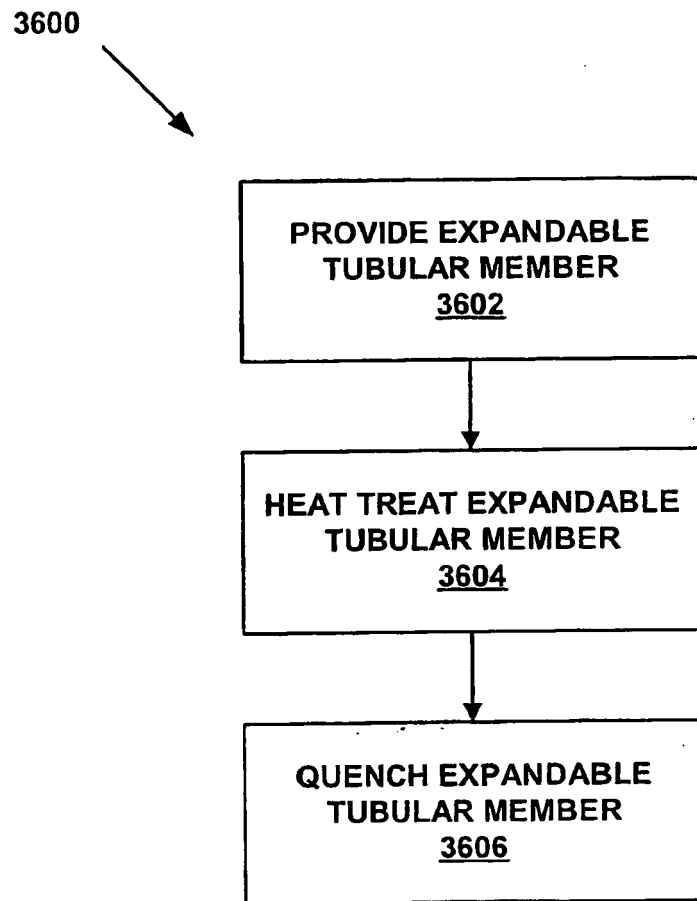 3600
PROVIDE EXPANDABLE
TUBULAR MEMBER
3602
HEAT TREAT EXPANDABLE
TUBULAR MEMBER
3604
QUENCH EXPANDABLE
TUBULAR MEMBER
3606